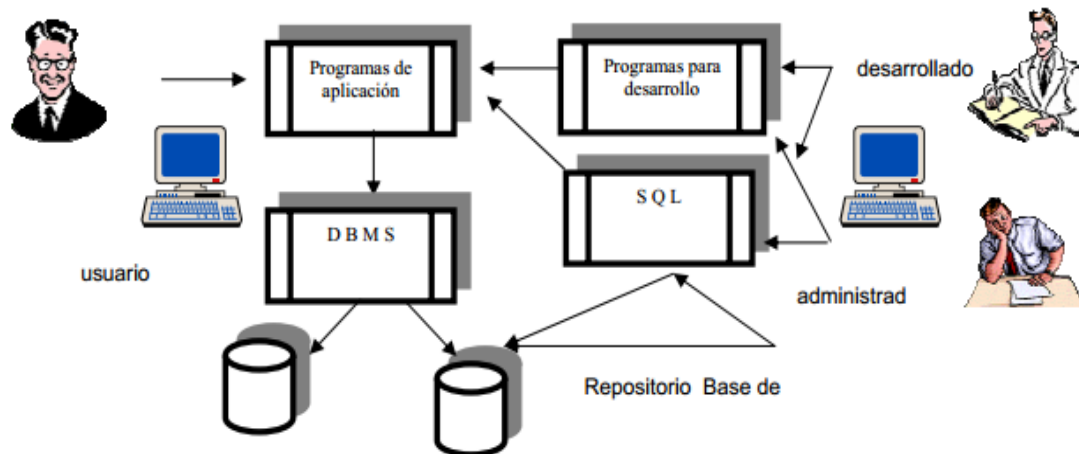 Programas de
aplicación
Programas para
desarrollo
desarrollado
S Q L
D B M S
usuario
administrad
Repositorio Base de